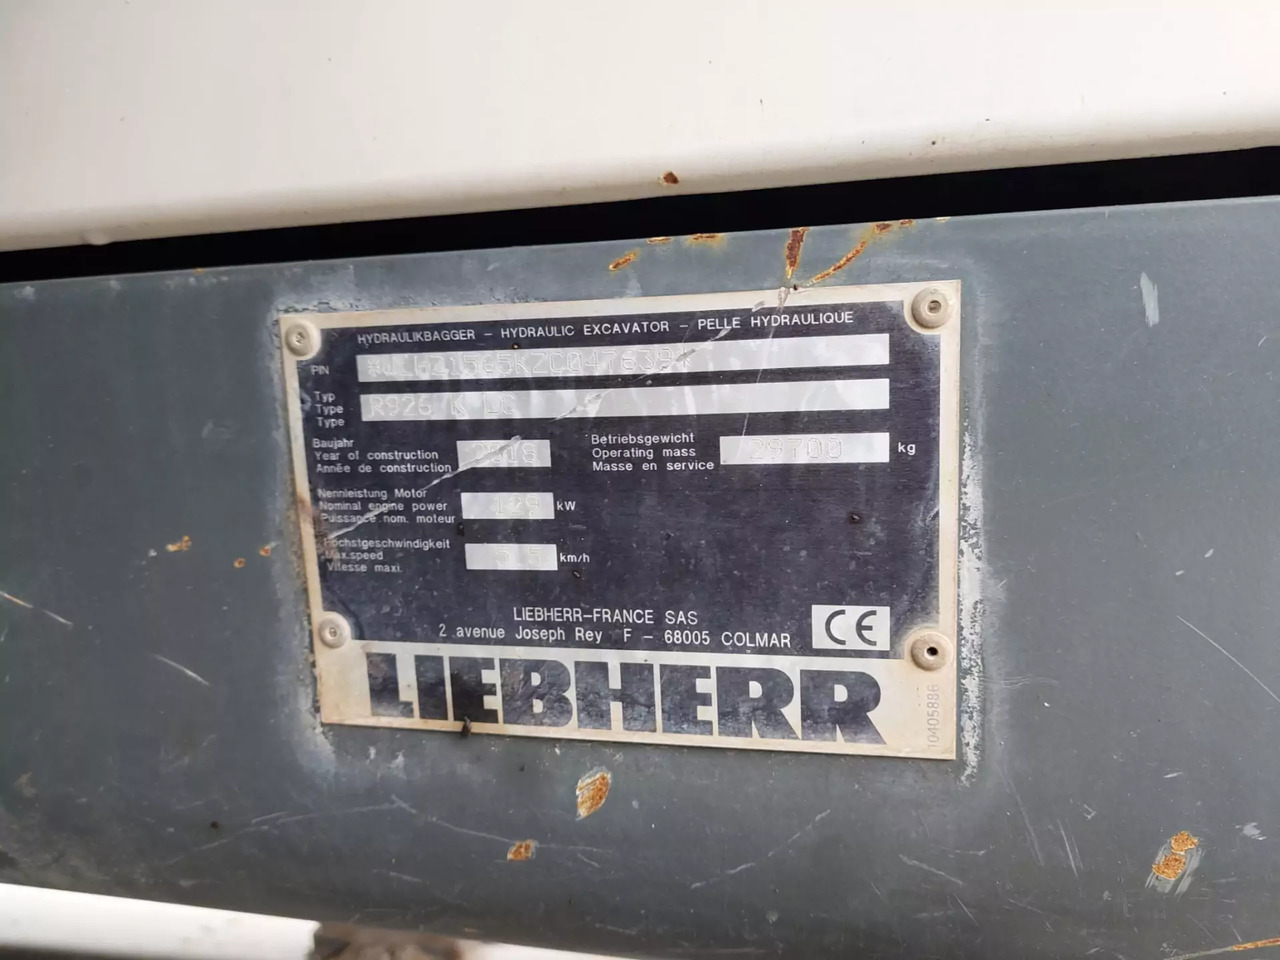 HYDRAULIKBAGGER - HYDRAULIC EXCAVATOR - PELLE HYDRAULIQUE
PIN *WLHZ1565KZC047639*
Typ
Type
Type
R926 K LC
Baujahr
Year of construction
Année de construction
Betriebsgewicht
Operating mass
Masse en service
29700 kg
Nennleistung Motor
Nominal engine power
Puissance nom. moteur
129 kW
Höchstgeschwindigkeit
Max.speed
Vitesse maxi.
5.5 km/h
LIEBHERR-FRANCE SAS
2 avenue Joseph Rey F - 68005 COLMAR
CE
LIEBHERR
10405886